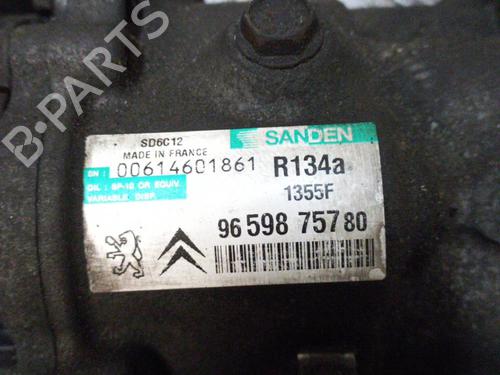 SD6C12
MADE IN FRANCE
SANDEN
SN : 00614601861
R134a
OIL : SP-10 OR EQUIV.
1355F
VARIABLE DISP.
96 598 757 80
B-PARTS